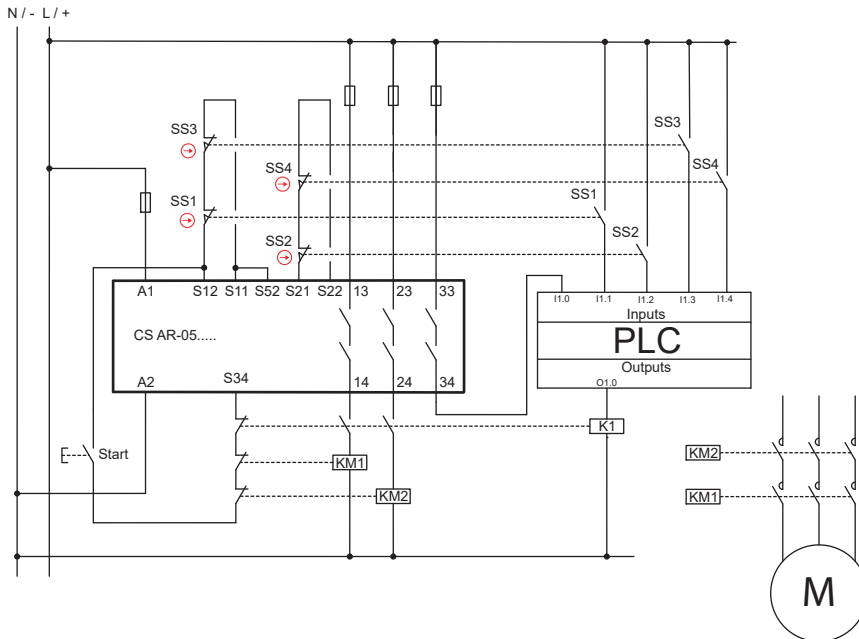 N / - L / +
SS3
SS3
SS4
SS4
SS1
SS1
SS2
SS2
A1 S12 S11 S52 S21 S22 13 23 33
I1.0 I1.1 I1.2 I1.3 I1.4
Inputs
CS AR-05.....
PLC
Outputs
A2 S34 14 24 34
O1.0
K1
Start
KM1
KM2
KM2
KM1
M